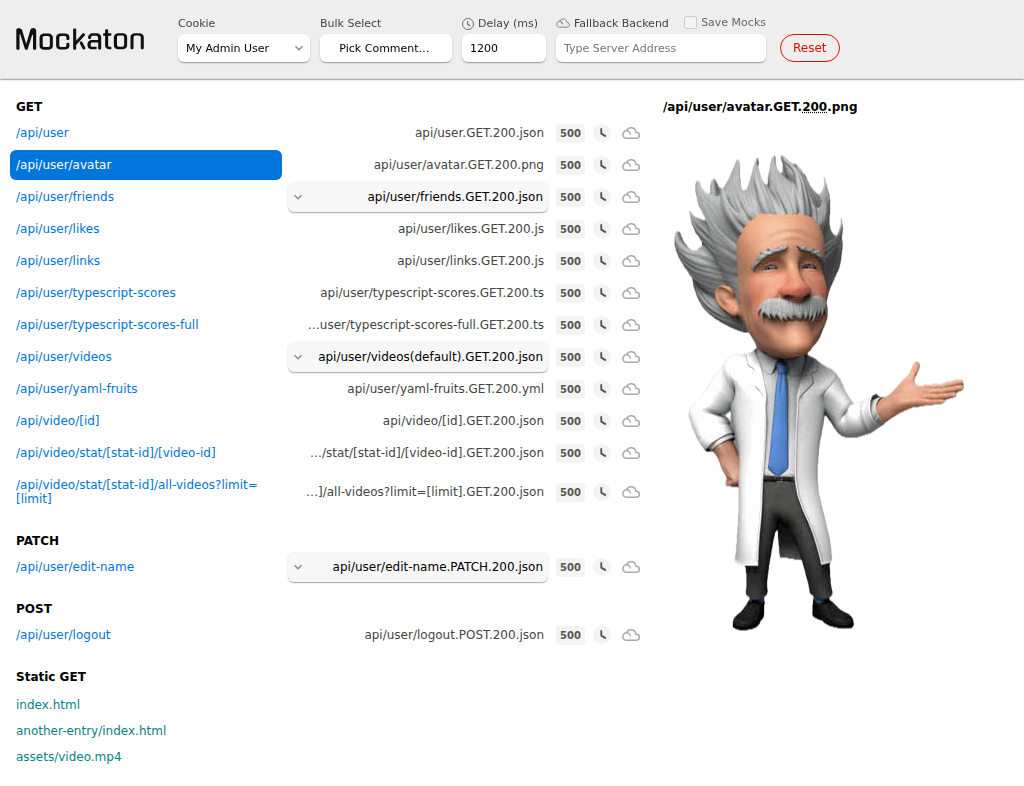 Mockaton
Cookie
My Admin User
Bulk Select
Pick Comment...
Delay (ms)
1200
Fallback Backend
Save Mocks
Type Server Address
Reset
GET
/api/user api/user.GET.200.json 500
/api/user/avatar api/user/avatar.GET.200.png 500
/api/user/friends api/user/friends.GET.200.json 500
/api/user/likes api/user/likes.GET.200.js 500
/api/user/links api/user/links.GET.200.js 500
/api/user/typescript-scores api/user/typescript-scores.GET.200.ts 500
/api/user/typescript-scores-full ...user/typescript-scores-full.GET.200.ts 500
/api/user/videos api/user/videos(default).GET.200.json 500
/api/user/yaml-fruits api/user/yaml-fruits.GET.200.yml 500
/api/video/[id] api/video/[id].GET.200.json 500
/api/video/stat/[stat-id]/[video-id] .../stat/[stat-id]/[video-id].GET.200.json 500
/api/video/stat/[stat-id]/all-videos?limit=
[limit] ...]/all-videos?limit=[limit].GET.200.json 500
PATCH
/api/user/edit-name api/user/edit-name.PATCH.200.json 500
POST
/api/user/logout api/user/logout.POST.200.json 500
Static GET
index.html
another-entry/index.html
assets/video.mp4
/api/user/avatar.GET.200.png